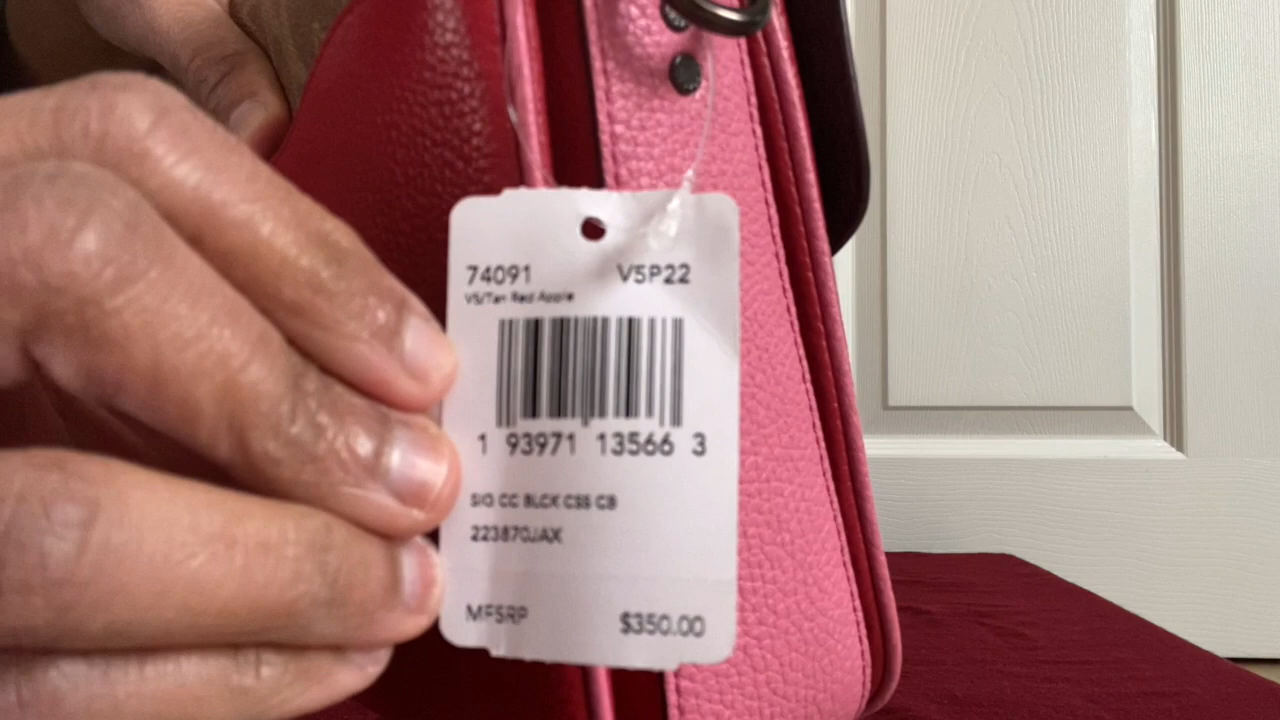 74091 V5P22
V5/Tan Red Apple
1 93971 13566 3
SIG CC BLCK CSS CB
223870JAX
MFSRP $350.00